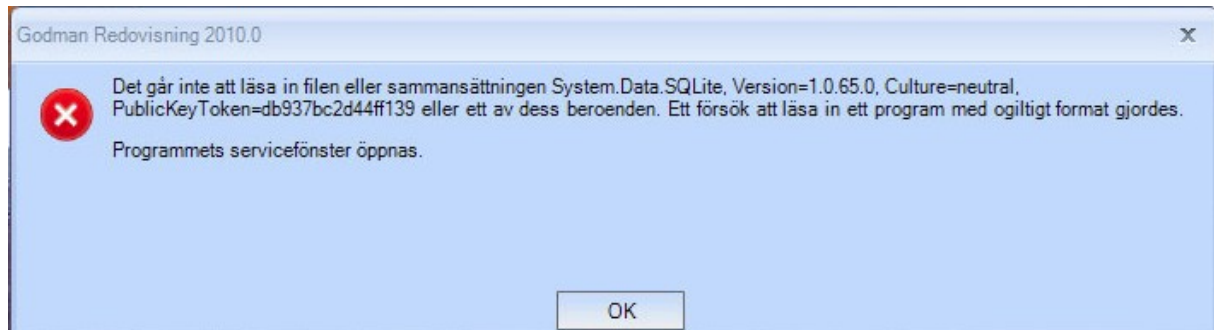 Godman Redovisning 2010.0
Det går inte att läsa in filen eller sammansättningen System.Data.SQLite, Version=1.0.65.0, Culture=neutral,
PublicKeyToken=db937bc2d44ff139 eller ett av dess beroenden. Ett försök att läsa in ett program med ogiltigt format gjordes.
Programmets servicefönster öppnas.
OK